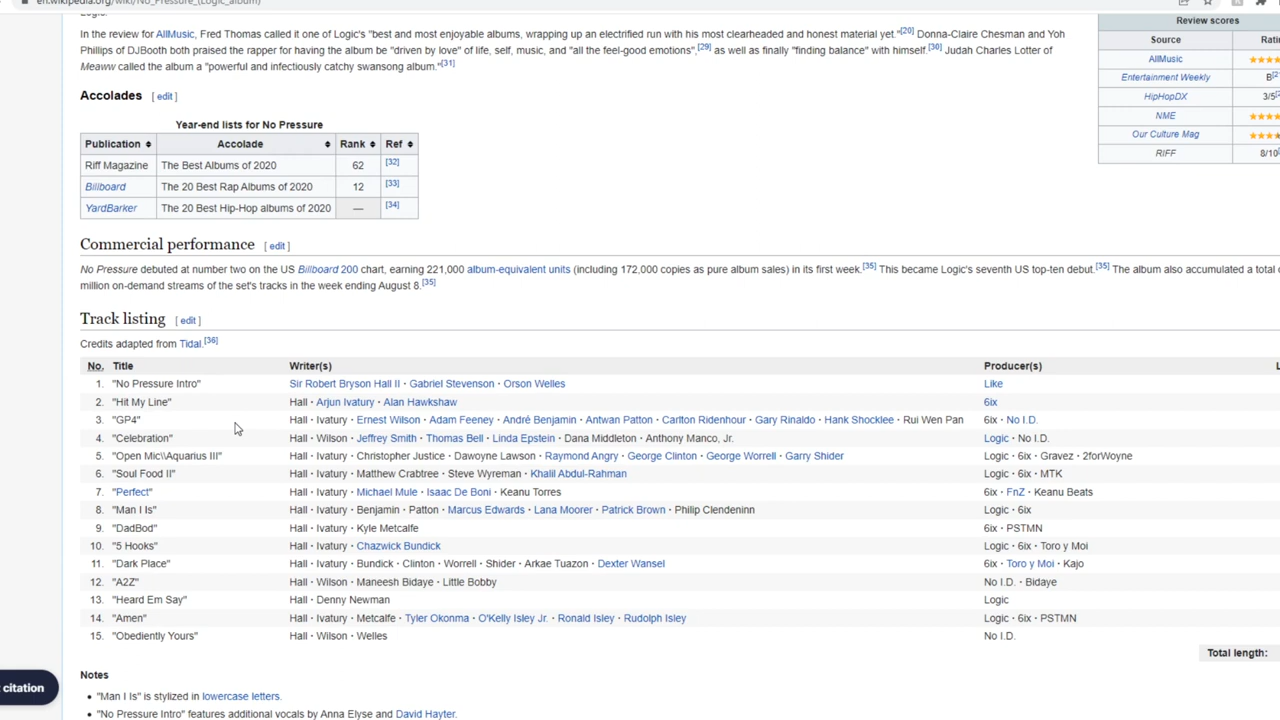 en.wikipedia.org/wiki/No_Pressure_(Logic_album)
Logic.
In the review for AllMusic, Fred Thomas called it one of Logic's "best and most enjoyable albums, wrapping up an electrified run with his most clearheaded and honest material yet."[20] Donna-Claire Chesman and Yoh
Phillips of DJBooth both praised the rapper for having the album be "driven by love" of life, self, music, and "all the feel-good emotions",[29] as well as finally "finding balance" with himself.[30] Judah Charles Lotter of
Meaww called the album a "powerful and infectiously catchy swansong album."[31]
Review scores
Source Rati
AllMusic ★★★★
Entertainment Weekly B[2
HipHopDX 3/5[2
NME ★★★★
Our Culture Mag ★★★★
RIFF 8/10[
Accolades [ edit ]
Year-end lists for No Pressure
Publication Accolade Rank Ref
Riff Magazine The Best Albums of 2020 62 [32]
Billboard The 20 Best Rap Albums of 2020 12 [33]
YardBarker The 20 Best Hip-Hop albums of 2020 — [34]
Commercial performance [ edit ]
No Pressure debuted at number two on the US Billboard 200 chart, earning 221,000 album-equivalent units (including 172,000 copies as pure album sales) in its first week.[35] This became Logic's seventh US top-ten debut.[35] The album also accumulated a total o
million on-demand streams of the set's tracks in the week ending August 8.[35]
Track listing [ edit ]
Credits adapted from Tidal.[36]
No. Title Writer(s) Producer(s) L
1. "No Pressure Intro" Sir Robert Bryson Hall II · Gabriel Stevenson · Orson Welles Like
2. "Hit My Line" Hall · Arjun Ivatury · Alan Hawkshaw 6ix
3. "GP4" Hall · Ivatury · Ernest Wilson · Adam Feeney · André Benjamin · Antwan Patton · Carlton Ridenhour · Gary Rinaldo · Hank Shocklee · Rui Wen Pan 6ix · No I.D.
4. "Celebration" Hall · Wilson · Jeffrey Smith · Thomas Bell · Linda Epstein · Dana Middleton · Anthony Manco, Jr. Logic · No I.D.
5. "Open Mic\\Aquarius III" Hall · Ivatury · Christopher Justice · Dawoyne Lawson · Raymond Angry · George Clinton · George Worrell · Garry Shider Logic · 6ix · Gravez · 2forWoyne
6. "Soul Food II" Hall · Ivatury · Matthew Crabtree · Steve Wyreman · Khalil Abdul-Rahman Logic · 6ix · MTK
7. "Perfect" Hall · Ivatury · Michael Mule · Isaac De Boni · Keanu Torres 6ix · FnZ · Keanu Beats
8. "Man I Is" Hall · Ivatury · Benjamin · Patton · Marcus Edwards · Lana Moorer · Patrick Brown · Philip Clendeninn Logic · 6ix
9. "DadBod" Hall · Ivatury · Kyle Metcalfe 6ix · PSTMN
10. "5 Hooks" Hall · Ivatury · Chazwick Bundick Logic · 6ix · Toro y Moi
11. "Dark Place" Hall · Ivatury · Bundick · Clinton · Worrell · Shider · Arkae Tuazon · Dexter Wansel 6ix · Toro y Moi · Kajo
12. "A2Z" Hall · Wilson · Maneesh Bidaye · Little Bobby No I.D. · Bidaye
13. "Heard Em Say" Hall · Denny Newman Logic
14. "Amen" Hall · Ivatury · Metcalfe · Tyler Okonma · O'Kelly Isley Jr. · Ronald Isley · Rudolph Isley Logic · 6ix · PSTMN
15. "Obediently Yours" Hall · Wilson · Welles No I.D.
Total length:
Notes
• "Man I Is" is stylized in lowercase letters.
• "No Pressure Intro" features additional vocals by Anna Elyse and David Hayter.
citation